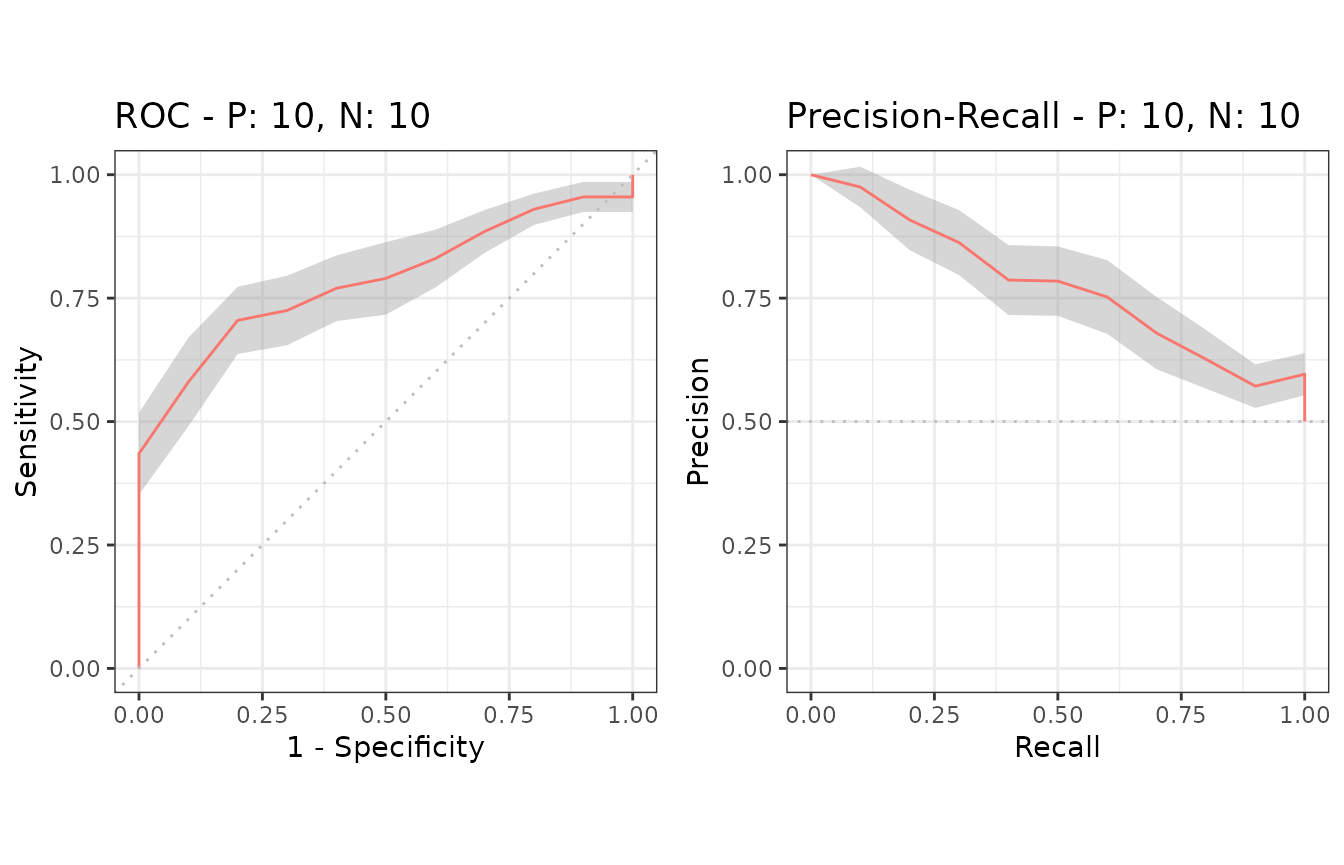 ROC - P: 10, N: 10
Sensitivity
1.00
0.75
0.50
0.25
0.00
0.00 0.25 0.50 0.75 1.00
1 - Specificity
Precision-Recall - P: 10, N: 10
Precision
1.00
0.75
0.50
0.25
0.00
0.00 0.25 0.50 0.75 1.00
Recall